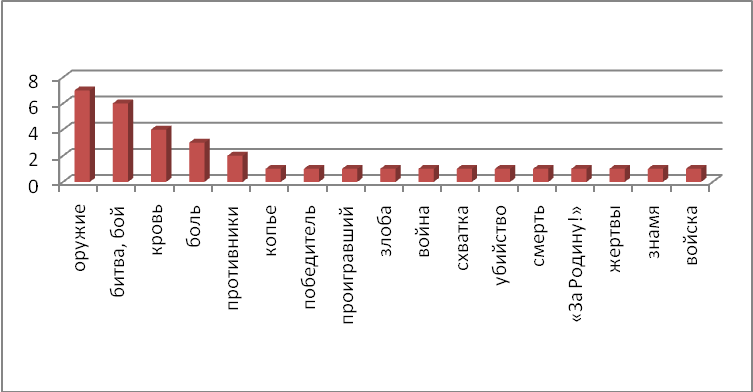 8
6
4
2
0
оружие
битва, бой
кровь
боль
противники
копье
победитель
проигравший
злоба
война
схватка
убийство
смерть
«За Родину!»
жертвы
знамя
войска